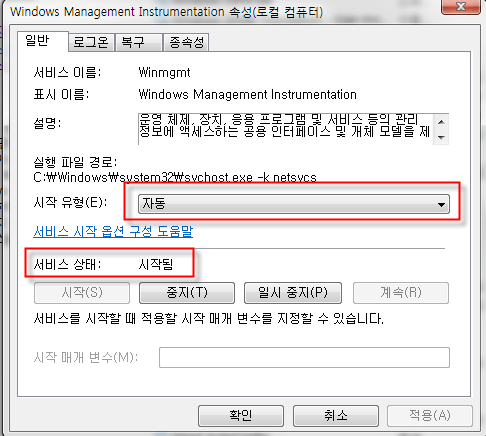 Windows Management Instrumentation 속성(로컬 컴퓨터)
일반 로그온 복구 종속성
서비스 이름: Winmgmt
표시 이름: Windows Management Instrumentation
설명: 운영 체제, 장치, 응용 프로그램 및 서비스 등의 관리
정보에 액세스하는 공용 인터페이스 및 개체 모델을 제
실행 파일 경로:
C:\Windows\system32\svchost.exe -k netsvcs
시작 유형(E): 자동
서비스 시작 옵션 구성 도움말
서비스 상태: 시작됨
시작(S) 중지(T) 일시 중지(P) 계속(R)
서비스를 시작할 때 적용할 시작 매개 변수를 지정할 수 있습니다.
시작 매개 변수(M):
확인 취소 적용(A)